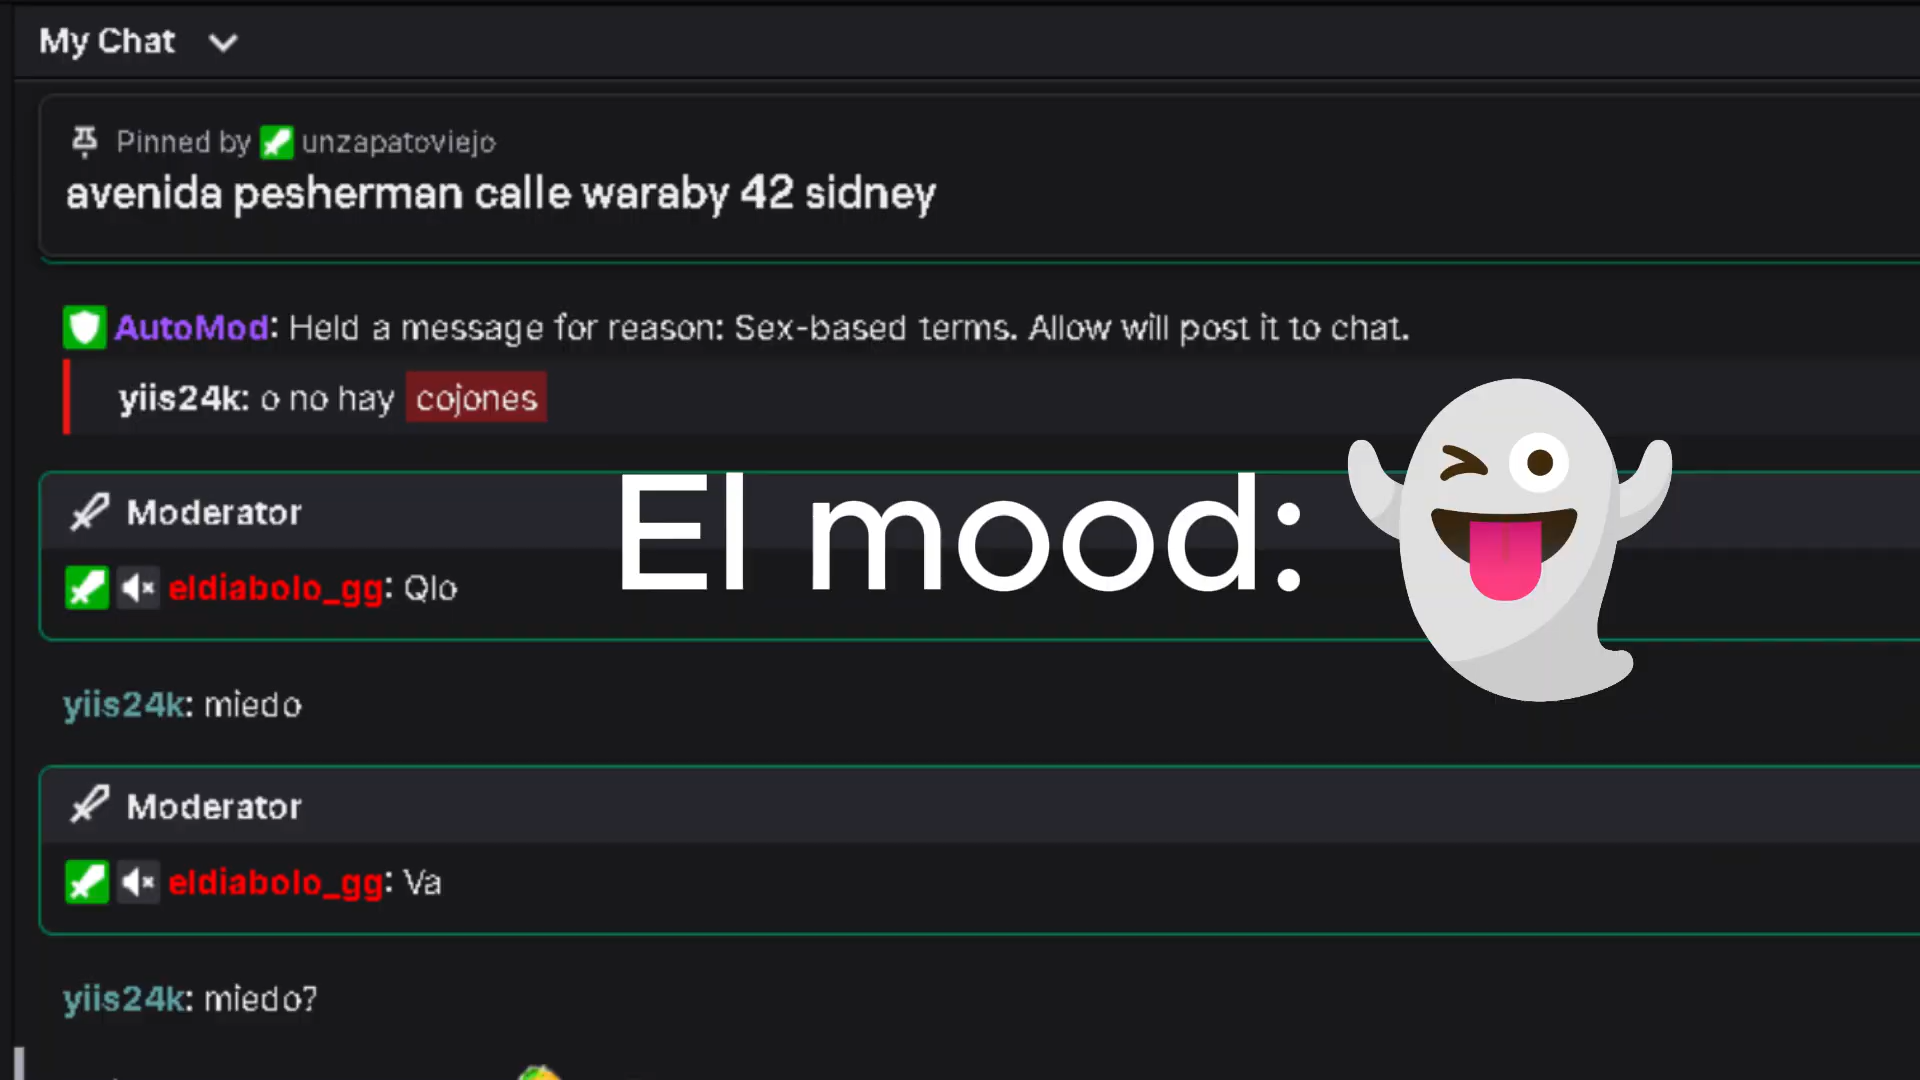 My Chat
Pinned by unzapatoviejo
avenida pesherman calle waraby 42 sidney
AutoMod: Held a message for reason: Sex-based terms. Allow will post it to chat.
yiis24k: o no hay cojones
Moderator
El mood:
eldiabolo_gg: Qlo
yiis24k: miedo
Moderator
eldiabolo_gg: Va
yiis24k: miedo?